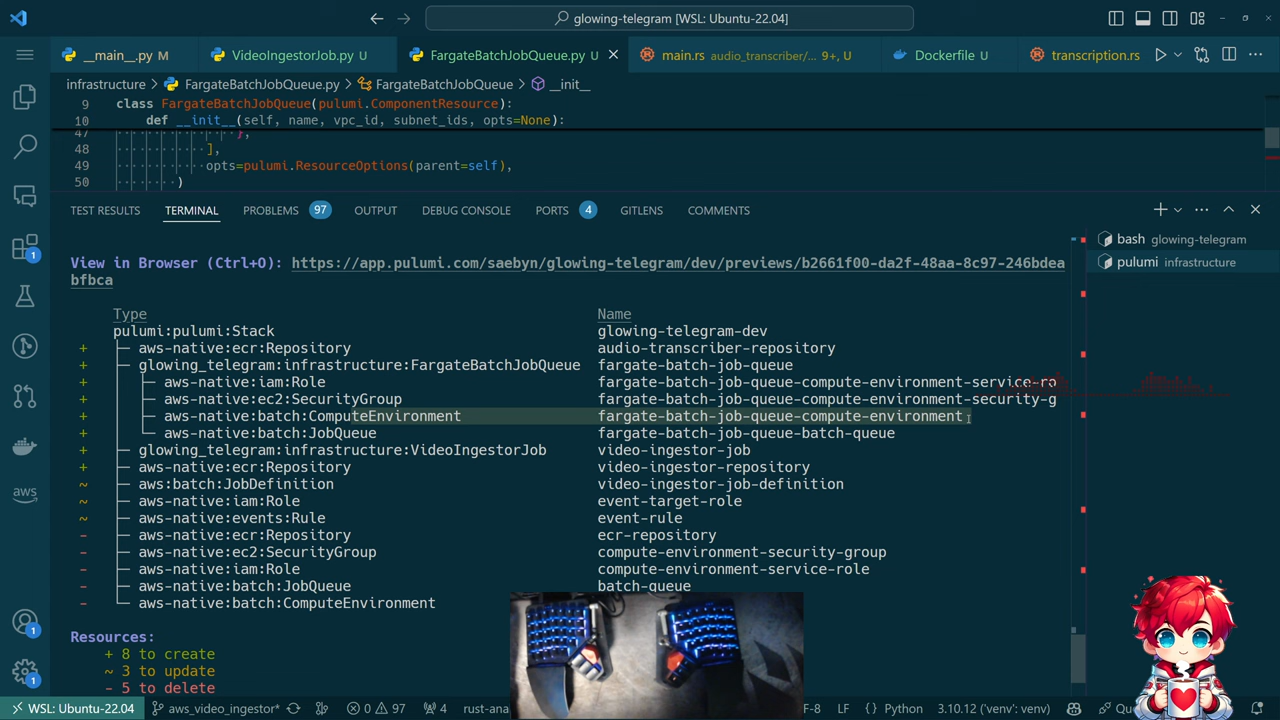 glowing-telegram [WSL: Ubuntu-22.04]
__main__.py M
VideoIngestorJob.py U
FargateBatchJobQueue.py U
main.rs audio_transcriber/... 9+, U
Dockerfile U
transcription.rs
infrastructure > FargateBatchJobQueue.py > FargateBatchJobQueue > __init__
9 class FargateBatchJobQueue(pulumi.ComponentResource):
10 def __init__(self, name, vpc_id, subnet_ids, opts=None):
47 },
48 ],
49 opts=pulumi.ResourceOptions(parent=self),
50 )
TEST RESULTS TERMINAL PROBLEMS 97 OUTPUT DEBUG CONSOLE PORTS 4 GITLENS COMMENTS
bash glowing-telegram
pulumi infrastructure
View in Browser (Ctrl+O): https://app.pulumi.com/saebyn/glowing-telegram/dev/previews/b2661f00-da2f-48aa-8c97-246bdea
bfbca
Type Name
pulumi:pulumi:Stack glowing-telegram-dev
+ ├─ aws-native:ecr:Repository audio-transcriber-repository
+ ├─ glowing_telegram:infrastructure:FargateBatchJobQueue fargate-batch-job-queue
+ │ ├─ aws-native:iam:Role fargate-batch-job-queue-compute-environment-service-ro
+ │ ├─ aws-native:ec2:SecurityGroup fargate-batch-job-queue-compute-environment-security-g
+ │ ├─ aws-native:batch:ComputeEnvironment fargate-batch-job-queue-compute-environment
+ │ └─ aws-native:batch:JobQueue fargate-batch-job-queue-batch-queue
+ ├─ glowing_telegram:infrastructure:VideoIngestorJob video-ingestor-job
+ ├─ aws-native:ecr:Repository video-ingestor-repository
~ ├─ aws:batch:JobDefinition video-ingestor-job-definition
~ ├─ aws-native:iam:Role event-target-role
~ ├─ aws-native:events:Rule event-rule
- ├─ aws-native:ecr:Repository ecr-repository
- ├─ aws-native:ec2:SecurityGroup compute-environment-security-group
- ├─ aws-native:iam:Role compute-environment-service-role
- ├─ aws-native:batch:JobQueue batch-queue
- └─ aws-native:batch:ComputeEnvironment
Resources:
+ 8 to create
~ 3 to update
- 5 to delete
1
aws
1
1
WSL: Ubuntu-22.04 aws_video_ingestor* 0 97 4 rust-ana
F-8 LF Python 3.10.12 ('venv': venv)